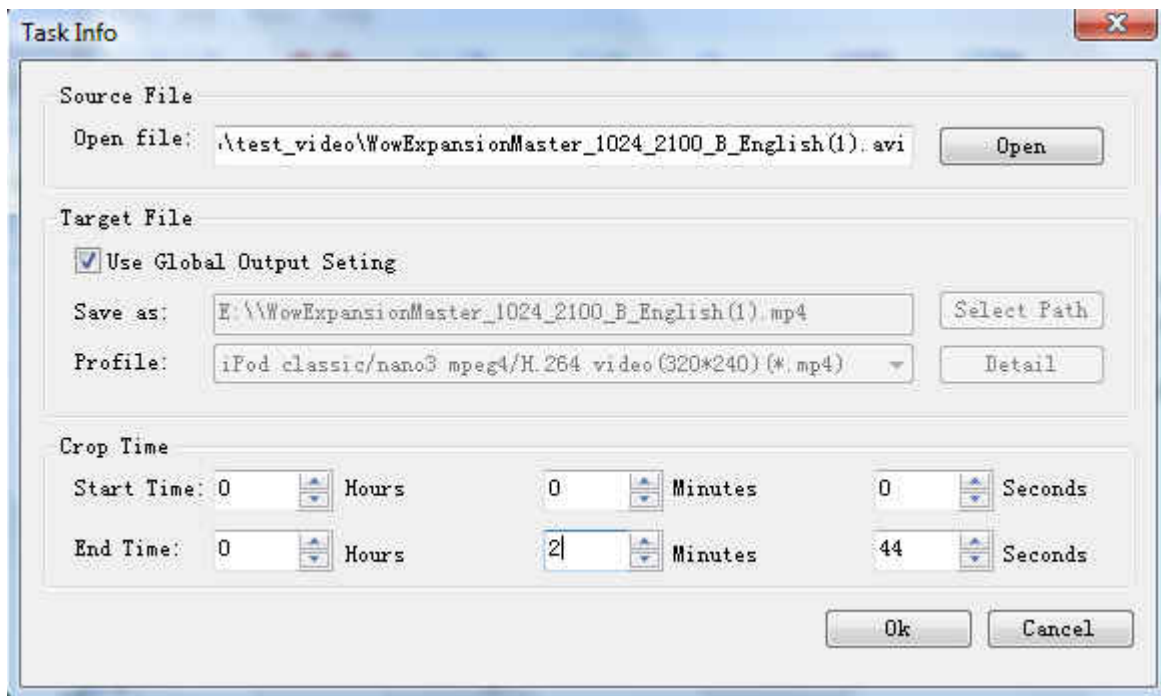 Task Info
Source File
Open file: .\test_video\WowExpansionMaster_1024_2100_B_English(1).avi Open
Target File
Use Global Output Seting
Save as: E:\\WowExpansionMaster_1024_2100_B_English(1).mp4 Select Path
Profile: iPod classic/nano3 mpeg4/H.264 video(320*240)(*.mp4) Detail
Crop Time
Start Time: 0 Hours 0 Minutes 0 Seconds
End Time: 0 Hours 2 Minutes 44 Seconds
Ok Cancel